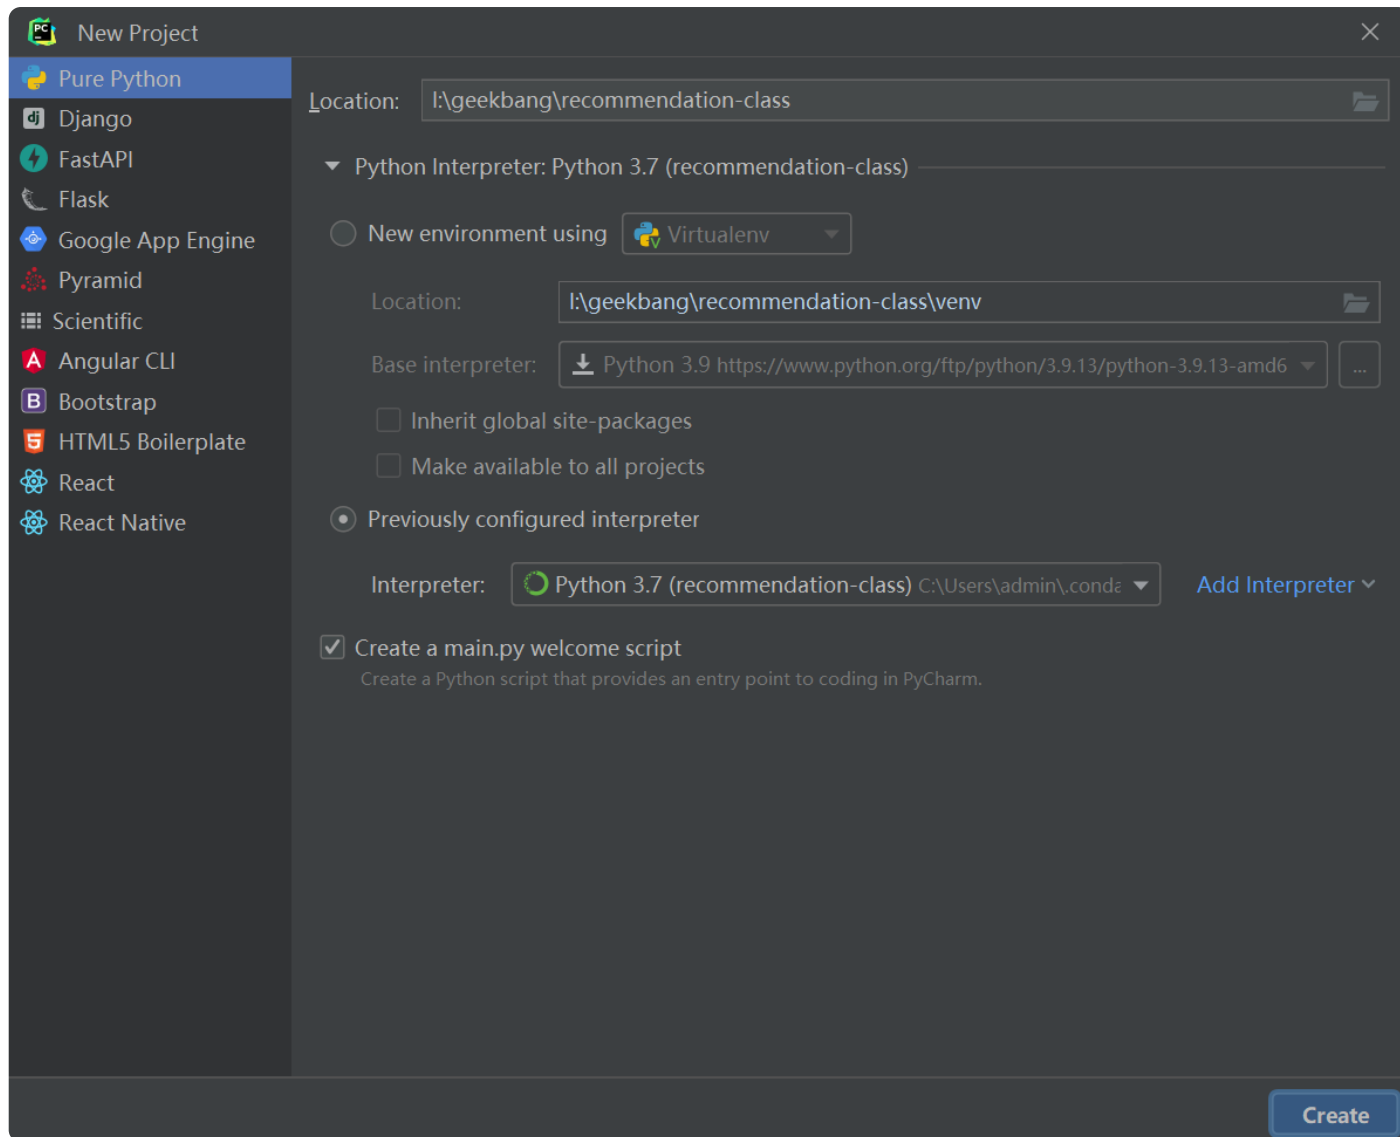 New Project
Pure Python
Django
FastAPI
Flask
Google App Engine
Pyramid
Scientific
Angular CLI
Bootstrap
HTML5 Boilerplate
React
React Native
Location: I:\geekbang\recommendation-class
Python Interpreter: Python 3.7 (recommendation-class)
New environment using Virtualenv
Location: I:\geekbang\recommendation-class\venv
Base interpreter: Python 3.9 https://www.python.org/ftp/python/3.9.13/python-3.9.13-amd6 ...
Inherit global site-packages
Make available to all projects
Previously configured interpreter
Interpreter: Python 3.7 (recommendation-class) C:\Users\admin\.conda Add Interpreter
Create a main.py welcome script
Create a Python script that provides an entry point to coding in PyCharm.
Create